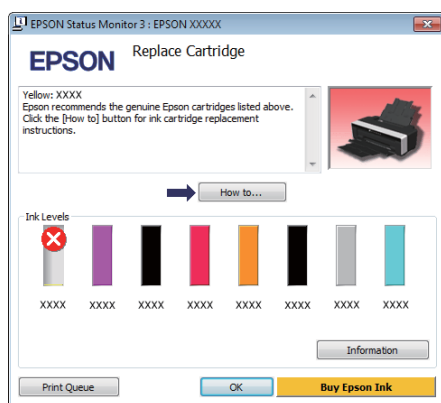 EPSON Status Monitor 3 : EPSON XXXXX
EPSON
Replace Cartridge
Yellow: XXXX
Epson recommends the genuine Epson cartridges listed above.
Click the [How to] button for ink cartridge replacement
instructions.
How to...
Ink Levels
XXXX XXXX XXXX XXXX XXXX XXXX XXXX XXXX
Information
Print Queue OK Buy Epson Ink